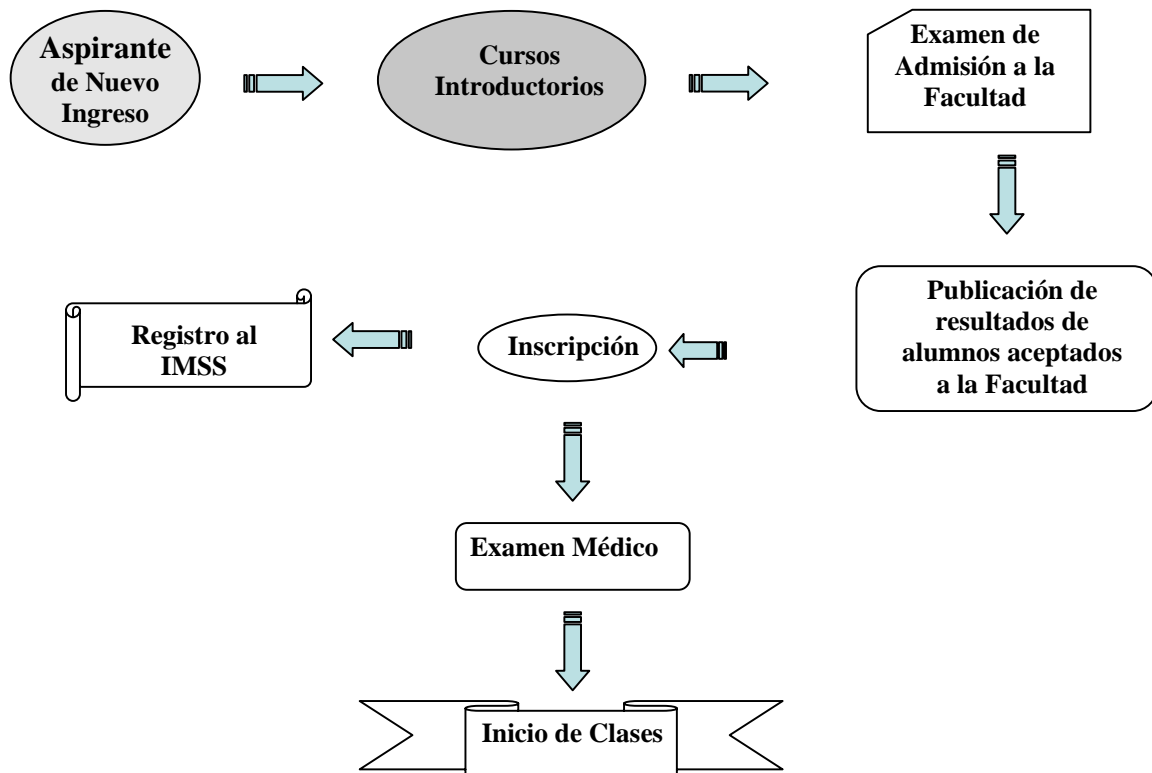 Aspirante
de Nuevo
Ingreso
Cursos
Introductorios
Examen de
Admisión a la
Facultad
Publicación de
resultados de
alumnos aceptados
a la Facultad
Inscripción
Registro al
IMSS
Examen Médico
Inicio de Clases